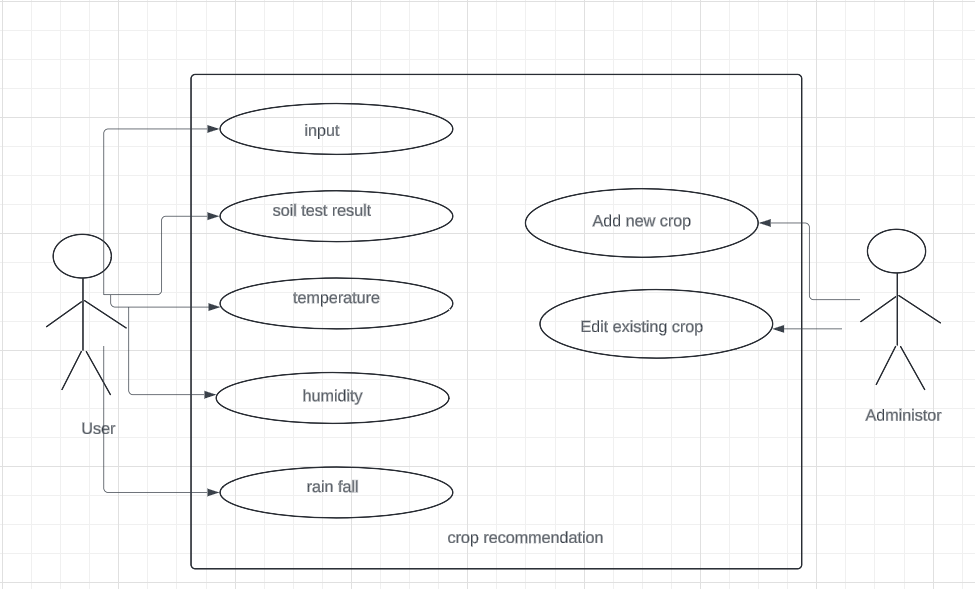 input
soil test result
Add new crop
temperature
Edit existing crop
humidity
Administor
User
rain fall
crop recommendation